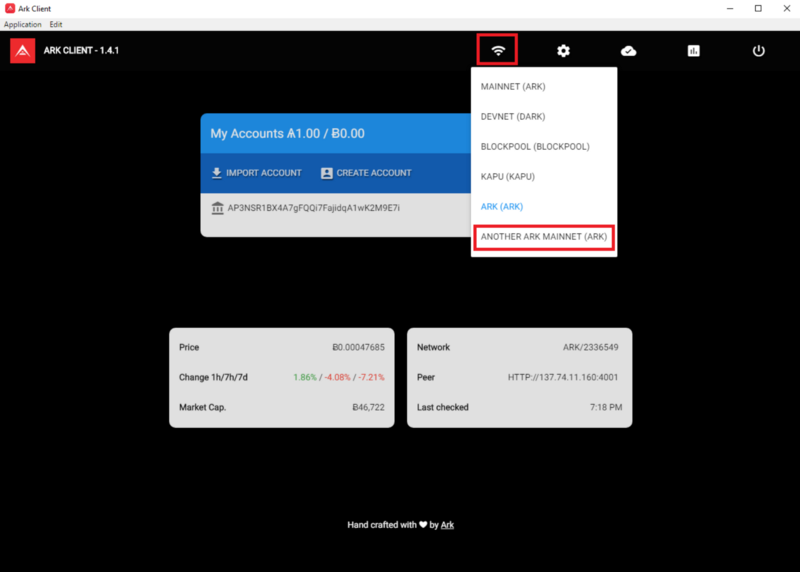 Ark Client
Application Edit
ARK CLIENT - 1.4.1
MAINNET (ARK)
DEVNET (DARK)
BLOCKPOOL (BLOCKPOOL)
KAPU (KAPU)
ARK (ARK)
ANOTHER ARK MAINNET (ARK)
My Accounts Ѧ1.00 / Ƀ0.00
IMPORT ACCOUNT CREATE ACCOUNT
AP3NSR1BX4A7gFQQi7FajidqA1wK2M9E7i
Price Ƀ0.00047685
Change 1h/7h/7d 1.86% / -4.08% / -7.21%
Market Cap. Ƀ46,722
Network ARK/2336549
Peer HTTP://137.74.11.160:4001
Last checked 7:18 PM
Hand crafted with ❤ by Ark